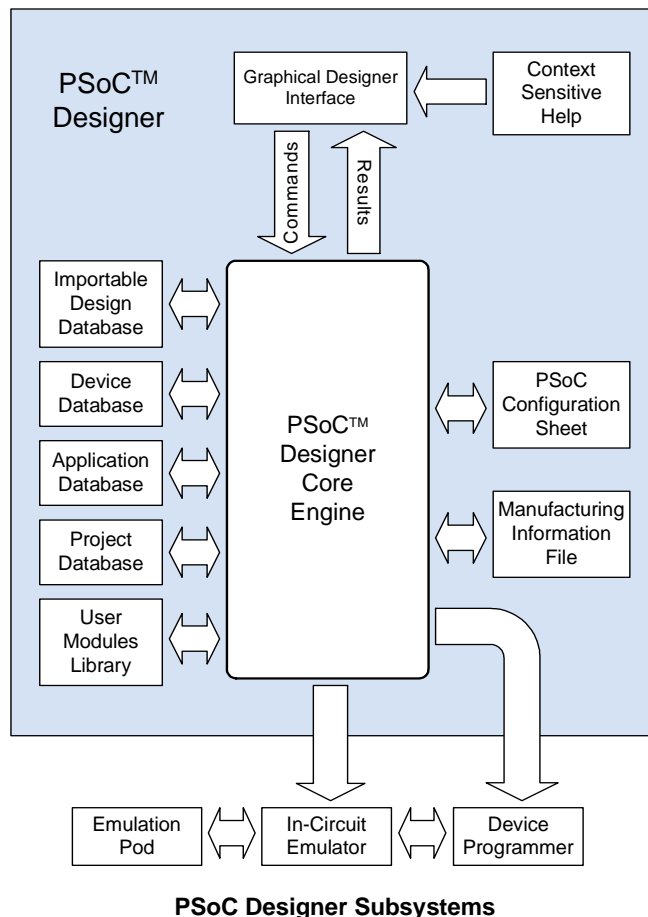 PSoC™
Designer
Graphical Designer
Interface
Context
Sensitive
Help
Commands
Results
Importable
Design
Database
Device
Database
Application
Database
Project
Database
User
Modules
Library
PSoC™
Designer
Core
Engine
PSoC
Configuration
Sheet
Manufacturing
Information
File
Emulation
Pod
In-Circuit
Emulator
Device
Programmer
PSoC Designer Subsystems